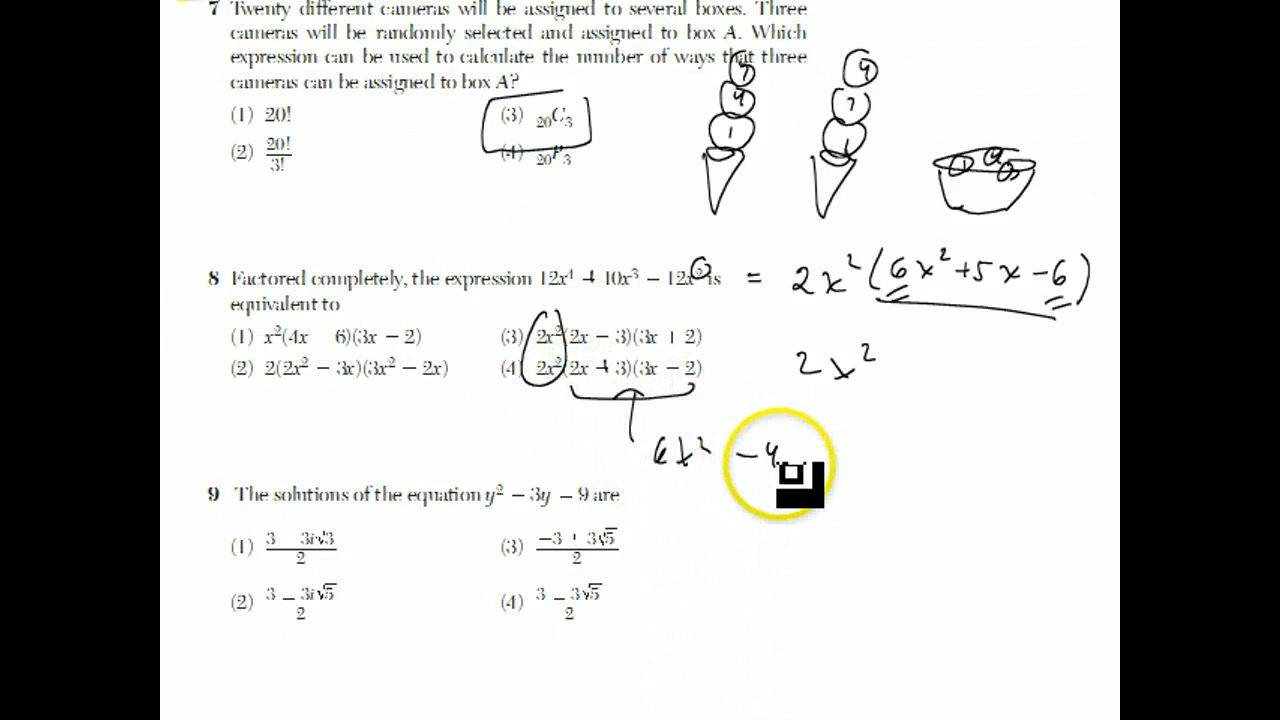 7 Twenty different cameras will be assigned to several boxes. Three
cameras will be randomly selected and assigned to box A. Which
expression can be used to calculate the number of ways that three
cameras can be assigned to box A?
(1) 20!
(3) ₂₀C₃
(2) 20!/3!
(4) ₂₀P₃
8 Factored completely, the expression 12x⁴ + 10x³ − 12x² is = 2x²(6x²+5x−6)
equivalent to
(1) x²(4x 6)(3x − 2)
(3) 2x²(2x − 3)(3x + 2)
(2) 2(2x² − 3x)(3x² − 2x)
(4) 2x²(2x + 3)(3x − 2)
2x²
6x² −4
9 The solutions of the equation y² − 3y − 9 are
(1) 3 3i√3/2
(3) −3 + 3√5/2
(2) 3 − 3i√5/2
(4) 3 − 3√5/2